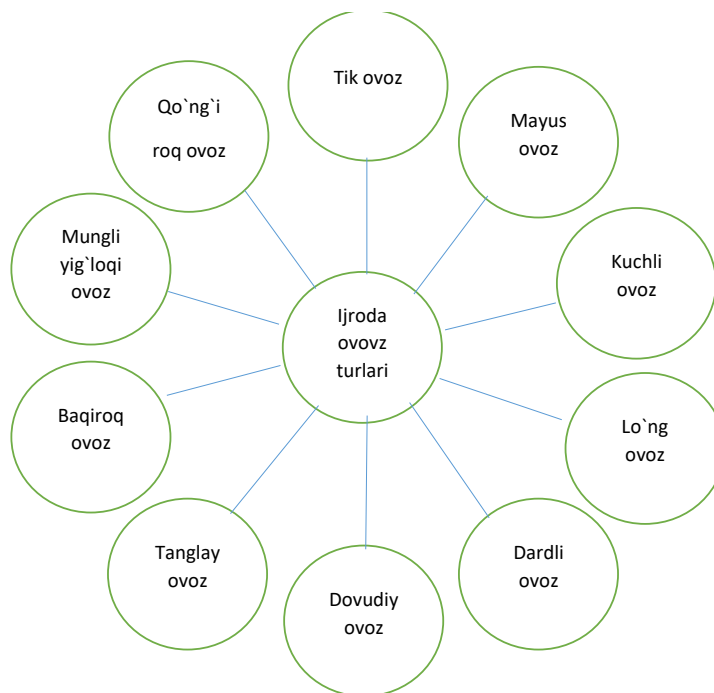 Tik ovoz
Mayus
ovoz
Kuchli
ovoz
Lo`ng
ovoz
Dardli
ovoz
Dovudiy
ovoz
Tanglay
ovoz
Baqiroq
ovoz
Mungli
yig`loqi
ovoz
Qo`ng`i
roq ovoz
Ijroda
ovovz
turlari